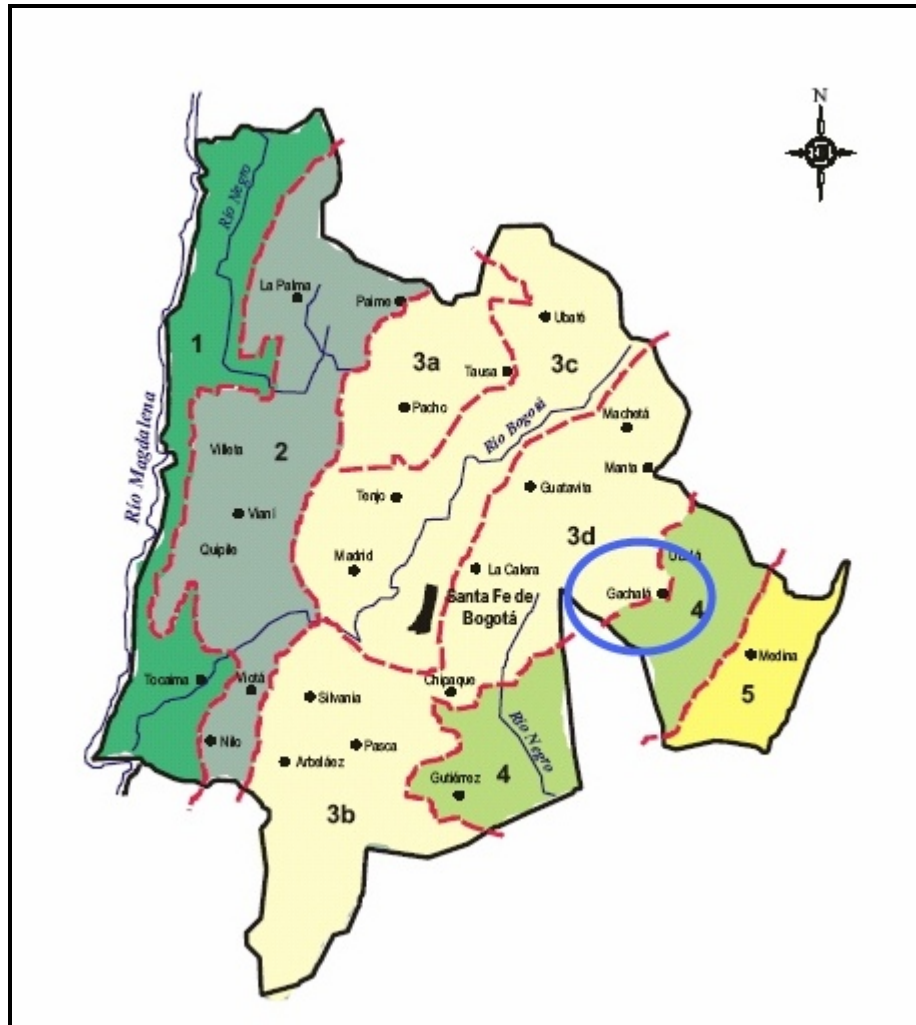 N
Río Negro
La Palma
Paime
Ubaté
1
3a
Tausa
3c
Pacho
Machetá
Río Bogosi
Río Magdalena
Villeta
2
Manta
Guatavita
Tenjo
Vianí
3d
Quipile
Madrid
La Calera
Gachalá
Santa Fe de
Bogotá
4
Medina
Tocaima
Viotá
Chipaque
5
Silvania
Río Negro
Nilo
Pasca
Arbeláez
Gutiérrez
4
3b